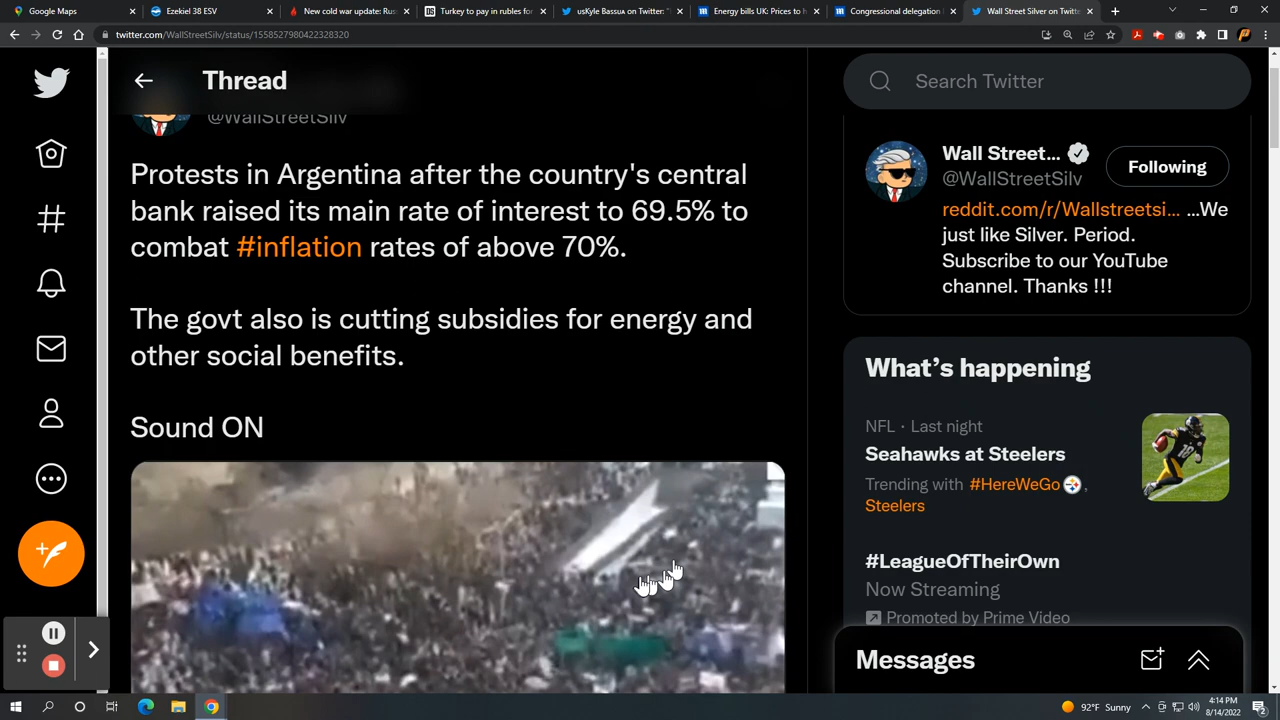 Google Maps
Ezekiel 38 ESV
New cold war update: Rus
Turkey to pay in rubles for
usKyle Bassua on Twitter: "
Energy bills UK: Prices to h
Congressional delegation l
Wall Street Silver on Twitte
twitter.com/WallStreetSilv/status/1558527980422328320
Thread
@WallStreetSilv
Protests in Argentina after the country's central
bank raised its main rate of interest to 69.5% to
combat #inflation rates of above 70%.
The govt also is cutting subsidies for energy and
other social benefits.
Sound ON
Search Twitter
Wall Street...
@WallStreetSilv
Following
reddit.com/r/Wallstreetsi... ...We
just like Silver. Period.
Subscribe to our YouTube
channel. Thanks !!!
What's happening
NFL · Last night
Seahawks at Steelers
Trending with #HereWeGo,
Steelers
#LeagueOfTheirOwn
Now Streaming
Promoted by Prime Video
Messages
92°F Sunny
4:14 PM
8/14/2022
2